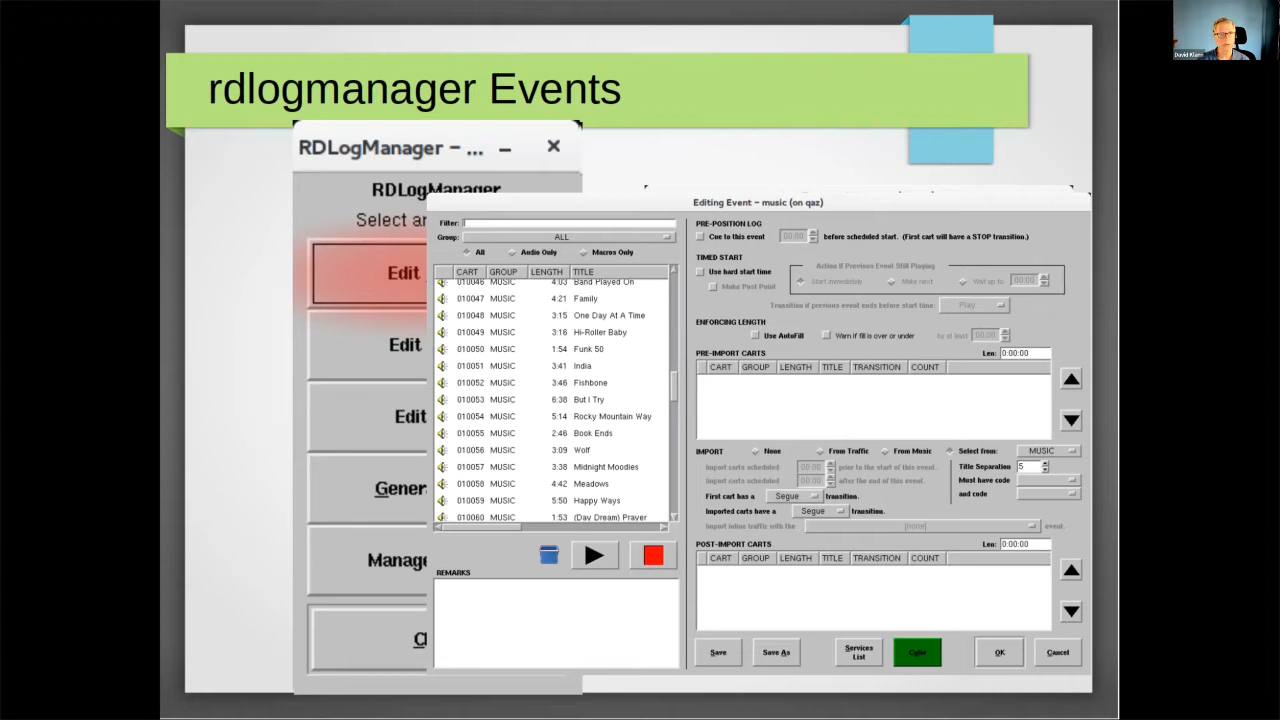 rdlogmanager Events
David Klann
RDLogManager – ...
RDLogManager
Select an
Edit
Edit
Edit
Gener
Manage
Cl
Editing Event – music (on qaz)
Filter:
Group: ALL
All Audio Only Macros Only
CART GROUP LENGTH TITLE
010046 MUSIC 4:03 Band Played On
010047 MUSIC 4:21 Family
010048 MUSIC 3:15 One Day At A Time
010049 MUSIC 3:16 Hi-Roller Baby
010050 MUSIC 1:54 Funk 50
010051 MUSIC 3:41 India
010052 MUSIC 3:46 Fishbone
010053 MUSIC 6:38 But I Try
010054 MUSIC 5:14 Rocky Mountain Way
010055 MUSIC 2:46 Book Ends
010056 MUSIC 3:09 Wolf
010057 MUSIC 3:38 Midnight Moodies
010058 MUSIC 4:42 Meadows
010059 MUSIC 5:50 Happy Ways
010060 MUSIC 1:53 (Day Dream) Prayer
REMARKS
PRE-POSITION LOG
Cue to this event 00:00 before scheduled start. (First cart will have a STOP transition.)
TIMED START
Use hard start time
Make Post Point
Action If Previous Event Still Playing
Start immediately Make next Wait up to 00:00
Transition if previous event ends before start time: Play
ENFORCING LENGTH
Use AutoFill Warn if fill is over or under by at least 00:00
PRE-IMPORT CARTS Len: 0:00:00
CART GROUP LENGTH TITLE TRANSITION COUNT
IMPORT None From Traffic From Music Select from: MUSIC
Import carts scheduled 00:00 prior to the start of this event. Title Separation 5
Import carts scheduled 00:00 after the end of this event. Must have code
First cart has a Segue transition. and code
Imported carts have a Segue transition.
Import inline traffic with the [none] event.
POST-IMPORT CARTS Len: 0:00:00
CART GROUP LENGTH TITLE TRANSITION COUNT
Save Save As Services List Color OK Cancel